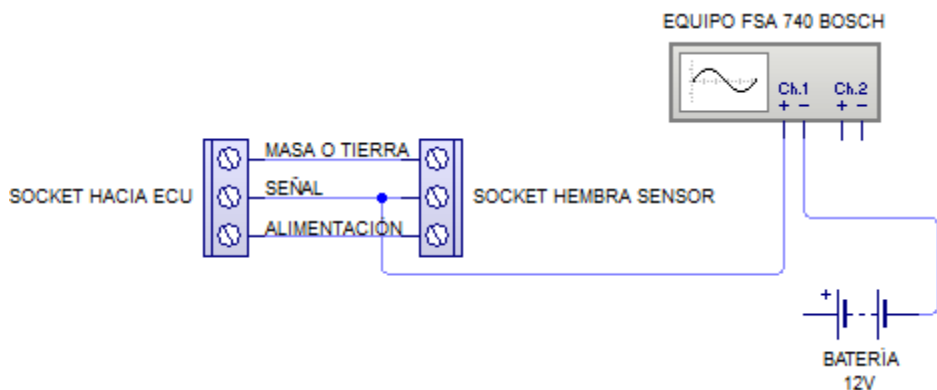 EQUIPO FSA 740 BOSCH
Ch.1 Ch.2
+ − + −
MASA O TIERRA
SOCKET HACIA ECU SEÑAL SOCKET HEMBRA SENSOR
ALIMENTACIÓN
+
BATERÍA
12V